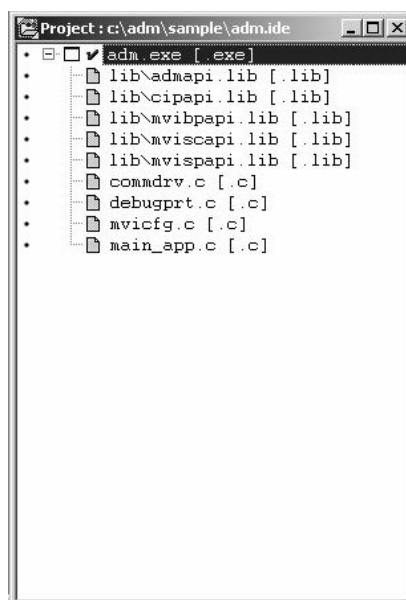 Project : c:\adm\sample\adm.ide
adm.exe [.exe]
lib\admapi.lib [.lib]
lib\cipapi.lib [.lib]
lib\mvibpapi.lib [.lib]
lib\mviscapi.lib [.lib]
lib\mvispapi.lib [.lib]
commdrv.c [.c]
debugprt.c [.c]
mvicfg.c [.c]
main_app.c [.c]